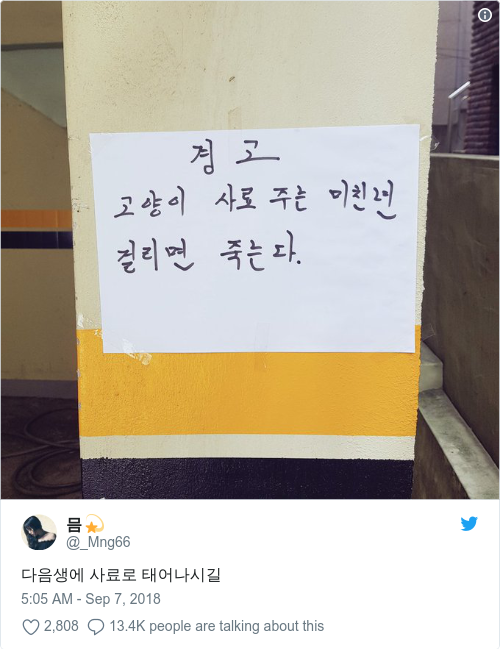 경고
고양이 사료 주는 미친년
걸리면 죽는다.
믐💫
@_Mng66
다음생에 사료로 태어나시길
5:05 AM - Sep 7, 2018
2,808 13.4K people are talking about this